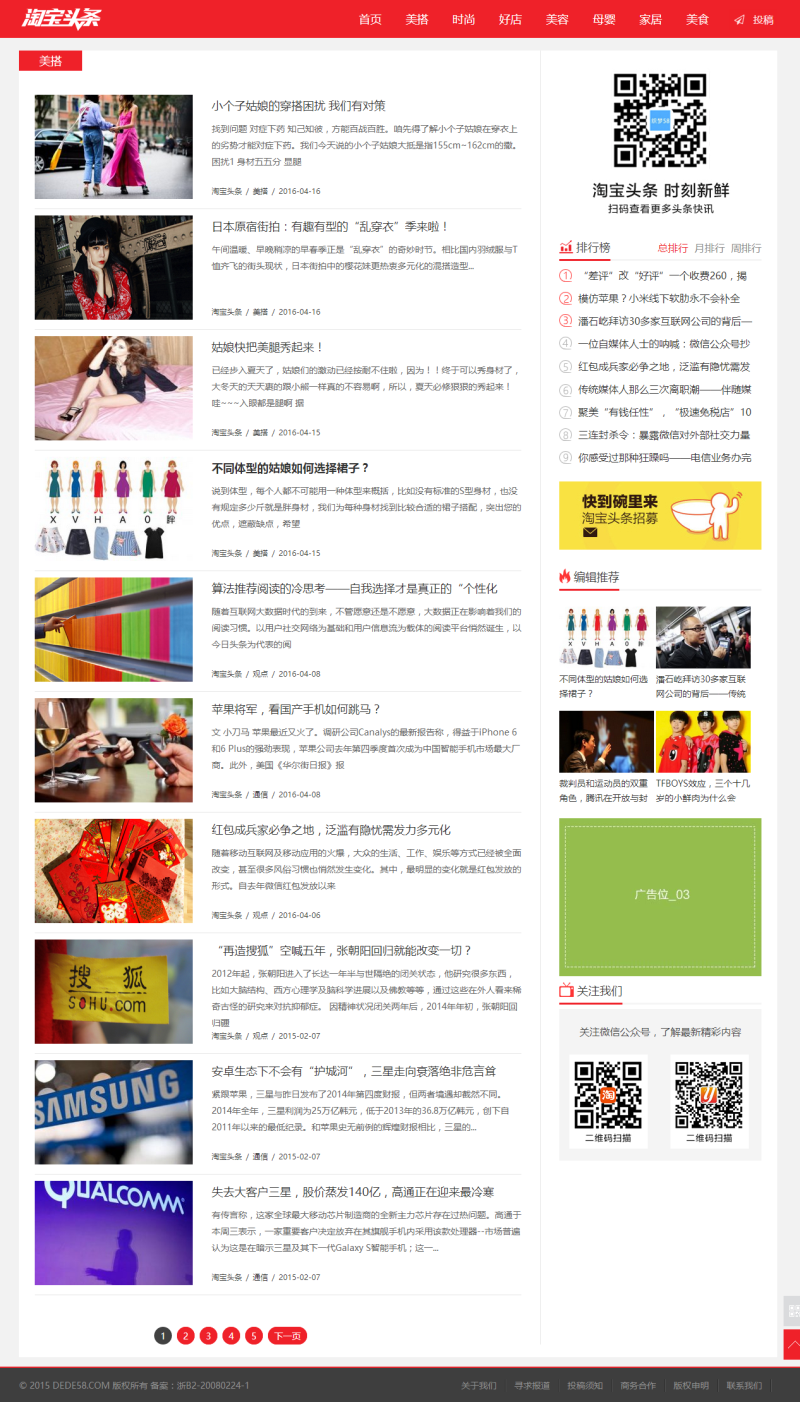 淘宝头条
首页 美搭 时尚 好店 美容 母婴 家居 美食 投稿
美搭
小个子姑娘的穿搭困扰 我们有对策
找到问题 对症下药 知己知彼，方能百战百胜。咱先得了解小个子姑娘在穿衣上
的劣势才能对症下药。我们今天说的小个子姑娘大抵是指155cm~162cm的撒。
困扰1 身材五五分 显腿
淘宝头条 / 美搭 / 2016-04-16
日本原宿街拍：有趣有型的“乱穿衣”季来啦！
午间温暖、早晚稍凉的早春季正是“乱穿衣”的奇妙时节。相比国内羽绒服与T
恤齐飞的街头现状，日本街拍中的樱花妹更热衷多元化的混搭造型...
淘宝头条 / 美搭 / 2016-04-16
姑娘快把美腿秀起来！
已经步入夏天了，姑娘们的激动已经按耐不住啦，因为！！终于可以秀身材了，
大冬天的天天裹的跟小熊一样真的不容易啊，所以，夏天必修狠狠的秀起来！
哇~~~入眼都是腿啊 据
淘宝头条 / 美搭 / 2016-04-15
X V H A O 胖
不同体型的姑娘如何选择裙子？
说到体型，每个人都不可能用一种体型来概括，比如没有标准的S型身材，也没
有规定多少斤就是胖身材，我们为每种身材找到比较合适的裙子搭配，突出您的
优点，遮蔽缺点，希望
淘宝头条 / 美搭 / 2016-04-15
算法推荐阅读的冷思考——自我选择才是真正的“个性化
随着互联网大数据时代的到来，不管愿意还是不愿意，大数据正在影响着我们的
阅读习惯。以用户社交网络为基础和用户信息流为载体的阅读平台悄然诞生，以
今日头条为代表的阅
淘宝头条 / 观点 / 2016-04-08
苹果将军，看国产手机如何跳马？
文 小刀马 苹果最近又火了。调研公司Canalys的最新报告称，得益于iPhone 6
和6 Plus的强劲表现，苹果公司去年第四季度首次成为中国智能手机市场最大厂
商。此外，美国《华尔街日报》报
淘宝头条 / 通信 / 2016-04-08
红包成兵家必争之地，泛滥有隐忧需发力多元化
随着移动互联网及移动应用的火爆，大众的生活、工作、娱乐等方式已经被全面
改变，甚至很多风俗习惯也悄然发生变化。其中，最明显的变化就是红包发放的
形式。自去年微信红包发放以来
淘宝头条 / 观点 / 2016-04-06
搜狐
SOHU.com
“再造搜狐”空喊五年，张朝阳回归就能改变一切？
2012年起，张朝阳进入了长达一年半与世隔绝的闭关状态，他研究很多东西，
比如大脑结构、西方心理学及脑科学进展以及佛教等等，通过这些在外人看来稀
奇古怪的研究来对抗抑郁症。 因精神状况闭关两年后，2014年年初，张朝阳回
归疆
淘宝头条 / 观点 / 2015-02-07
SAMSUNG
安卓生态下不会有“护城河”，三星走向衰落绝非危言耸
紧跟苹果，三星与昨日发布了2014年第四度财报，但两者境遇却截然不同。
2014年全年，三星利润为25万亿韩元，低于2013年的36.8万亿韩元，创下自
2011年以来的最低纪录。和苹果史无前例的辉煌财报相比，三星的...
淘宝头条 / 通信 / 2015-02-07
QUALCOMM
失去大客户三星，股价蒸发140亿，高通正在迎来最冷寒
有传言称，这家全球最大移动芯片制造商的全新主力芯片存在过热问题。高通于
本周三表示，一家重要客户决定放弃在其旗舰手机内采用该款处理器--市场普遍
认为这是在暗示三星及其下一代Galaxy S智能手机；这一...
淘宝头条 / 通信 / 2015-02-07
1 2 3 4 5 下一页
淘宝头条 时刻新鲜
扫码查看更多头条快讯
排行榜 总排行 月排行 周排行
1 “差评”改“好评”一个收费260，揭
2 模仿苹果？小米线下软肋永不会补全
3 潘石屹拜访30多家互联网公司的背后—
4 一位自媒体人士的呐喊：微信公众号抄
5 红包成兵家必争之地，泛滥有隐忧需发
6 传统媒体人那么三次离职潮——伴随媒
7 聚美“有钱任性”，“极速免税店”10
8 三连封杀令：暴露微信对外部社交力量
9 你感受过那种狂躁吗——电信业务办完
快到碗里来
淘宝头条招募
编辑推荐
不同体型的姑娘如何选
择裙子？
潘石屹拜访30多家互联
网公司的背后——传统
裁判员和运动员的双重
角色，腾讯在开放与封
TFBOYS效应，三个十几
岁的小鲜肉为什么会
广告位_03
关注我们
关注微信公众号，了解最新精彩内容
二维码扫描 二维码扫描
© 2015 DEDE58.COM 版权所有 备案：浙B2-20080224-1
关于我们 寻求报道 投稿须知 商务合作 版权申明 联系我们